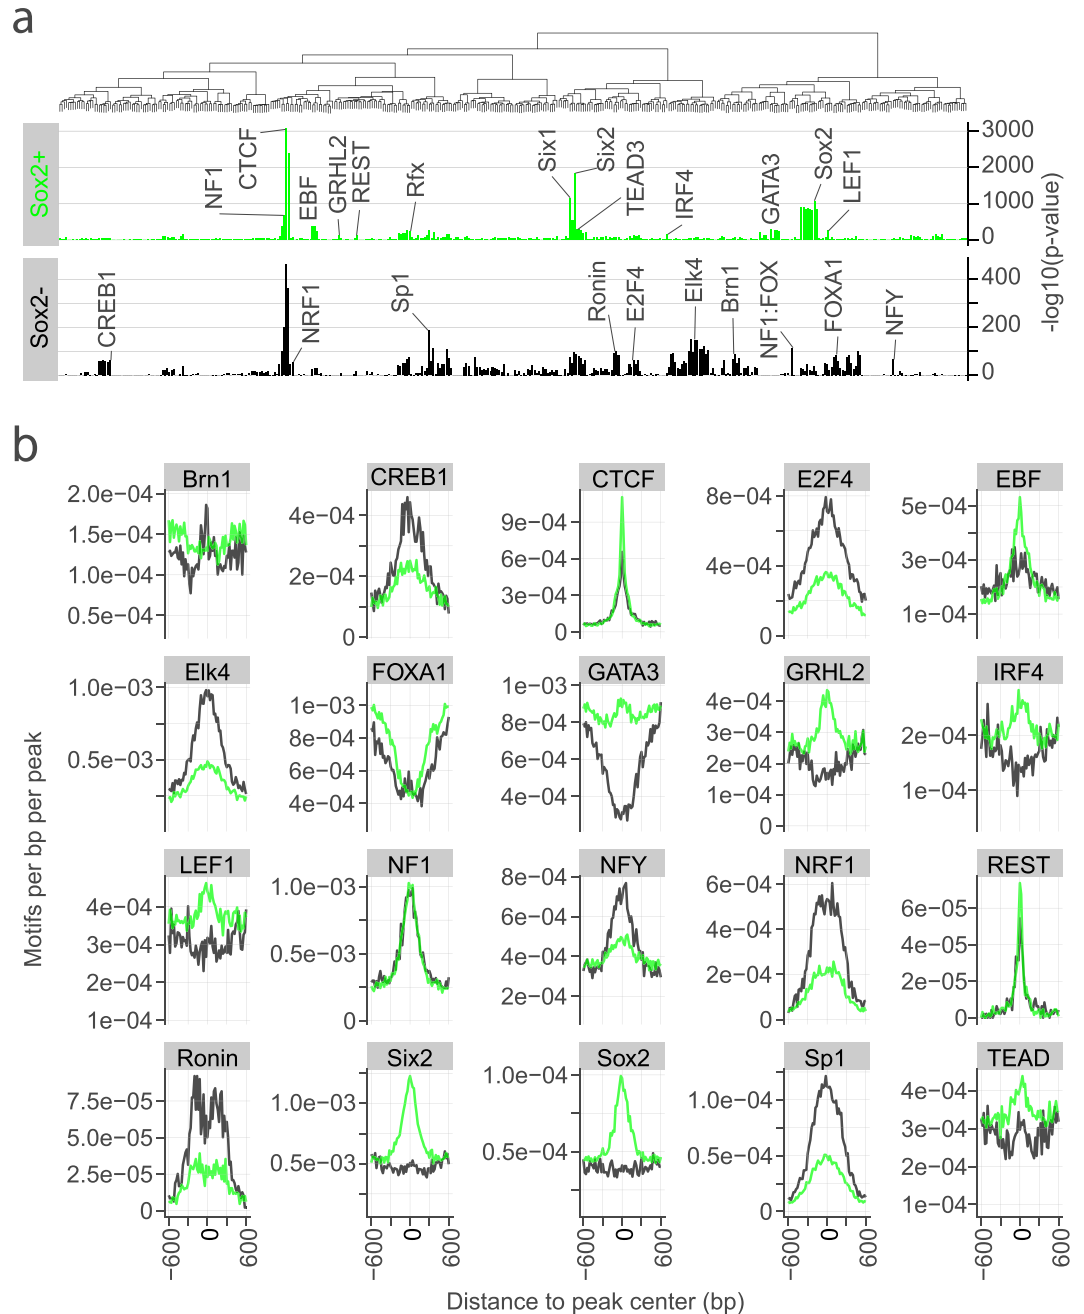 a
Sox2+
NF1
CTCF
EBF
GRHL2
REST
Rfx
Six1
Six2
TEAD3
IRF4
GATA3
Sox2
LEF1
3000
2000
1000
0
-log10(p-value)
Sox2-
CREB1
NRF1
Sp1
Ronin
E2F4
Elk4
Brn1
NF1:FOX
FOXA1
NFY
400
200
0
b
Motifs per bp per peak
Brn1 CREB1 CTCF E2F4 EBF
2.0e−04
1.5e−04
1.0e−04
0.5e−04
4e−04
2e−04
0
9e−04
6e−04
3e−04
0
8e−04
4e−04
0
5e−04
3e−04
1e−04
Elk4 FOXA1 GATA3 GRHL2 IRF4
1.0e−03
0.5e−03
1e−03
8e−04
6e−04
4e−04
1e−03
8e−04
4e−04
4e−04
3e−04
2e−04
1e−04
0
2e−04
1e−04
LEF1 NF1 NFY NRF1 REST
4e−04
3e−04
2e−04
1e−04
1.0e−03
0.5e−03
0
8e−04
6e−04
4e−04
2e−04
6e−04
4e−04
2e−04
0
6e−05
4e−05
2e−05
0
Ronin Six2 Sox2 Sp1 TEAD
7.5e−05
5.0e−05
2.5e−05
0
1.0e−03
0.5e−03
1.0e−04
0.5e−04
1.0e−04
0.5e−04
0
4e−04
3e−04
2e−04
1e−04
−600 0 600 −600 0 600 −600 0 600 −600 0 600 −600 0 600
Distance to peak center (bp)